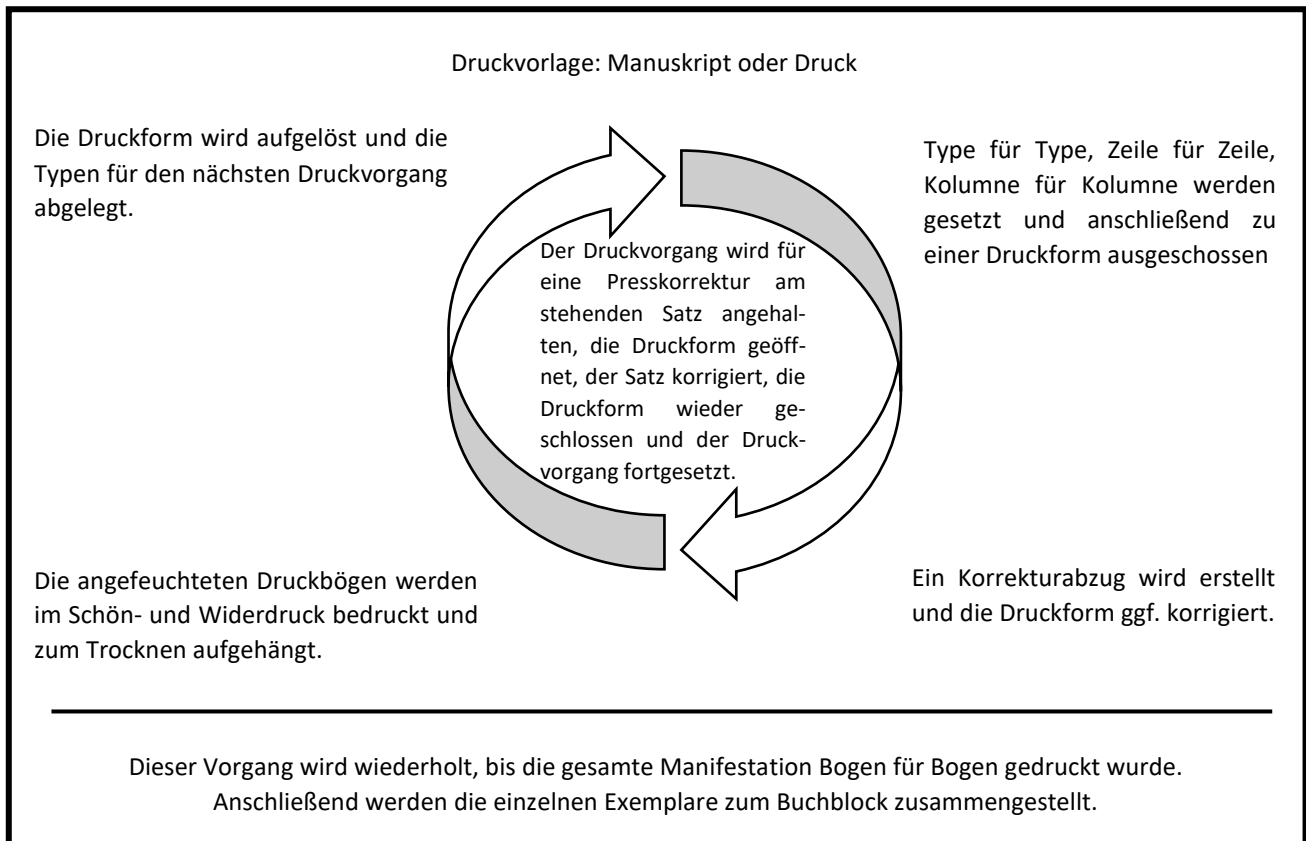 Druckvorlage: Manuskript oder Druck
Type für Type, Zeile für Zeile,
Kolumne für Kolumne werden
gesetzt und anschließend zu
einer Druckform ausgeschossen
Ein Korrekturabzug wird erstellt
und die Druckform ggf. korrigiert.
Die angefeuchteten Druckbögen werden
im Schön- und Widerdruck bedruckt und
zum Trocknen aufgehängt.
Die Druckform wird aufgelöst und die
Typen für den nächsten Druckvorgang
abgelegt.
Der Druckvorgang wird für
eine Presskorrektur am
stehenden Satz angehal-
ten, die Druckform geöff-
net, der Satz korrigiert, die
Druckform wieder ge-
schlossen und der Druck-
vorgang fortgesetzt.
Dieser Vorgang wird wiederholt, bis die gesamte Manifestation Bogen für Bogen gedruckt wurde.
Anschließend werden die einzelnen Exemplare zum Buchblock zusammengestellt.